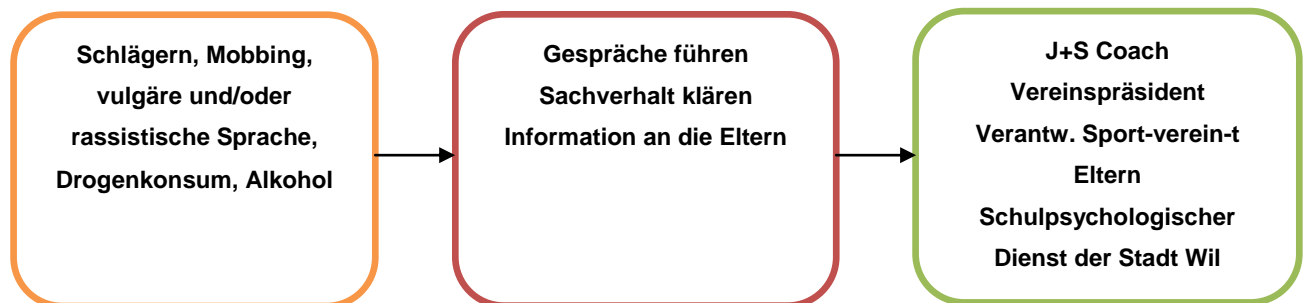 Schlägern, Mobbing,
vulgäre und/oder
rassistische Sprache,
Drogenkonsum, Alkohol
Gespräche führen
Sachverhalt klären
Information an die Eltern
J+S Coach
Vereinspräsident
Verantw. Sport-verein-t
Eltern
Schulpsychologischer
Dienst der Stadt Wil